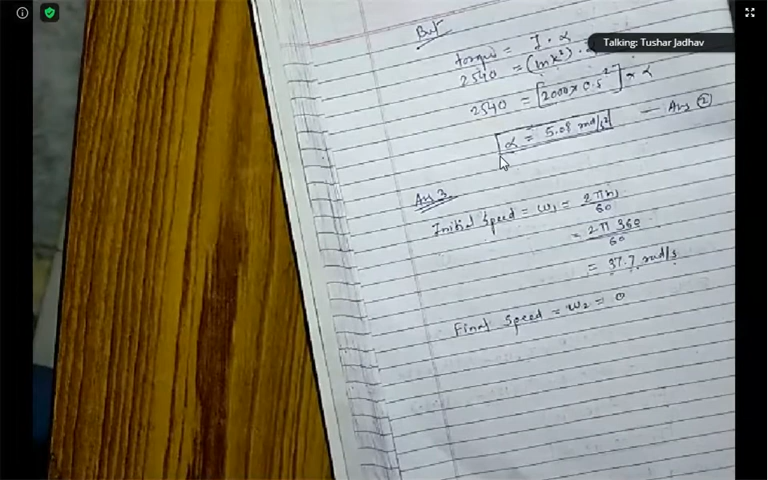 But
Talking: Tushar Jadhav
torque = I . α
2540 = (mk²) .
2540 = [2000 x 0.5²] x α
α = 5.08 rad/s² — Ans ②
Ans 3
Initial Speed = ω₁ = 2πN₁/60
= 2π 360/60
= 37.7 rad/s
Final Speed = ω₂ = 0